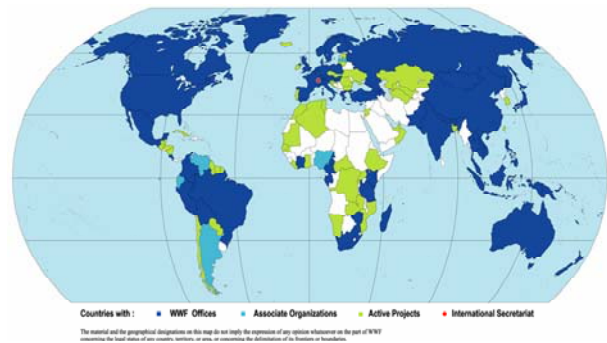 Countries with : WWF Offices Associate Organizations Active Projects International Secretariat
The material and the geographical designations on this map do not imply the expression of any opinion whatsoever on the part of WWF
concerning the legal status of any country, territory, or area, or concerning the delimitation of its frontiers or boundaries.